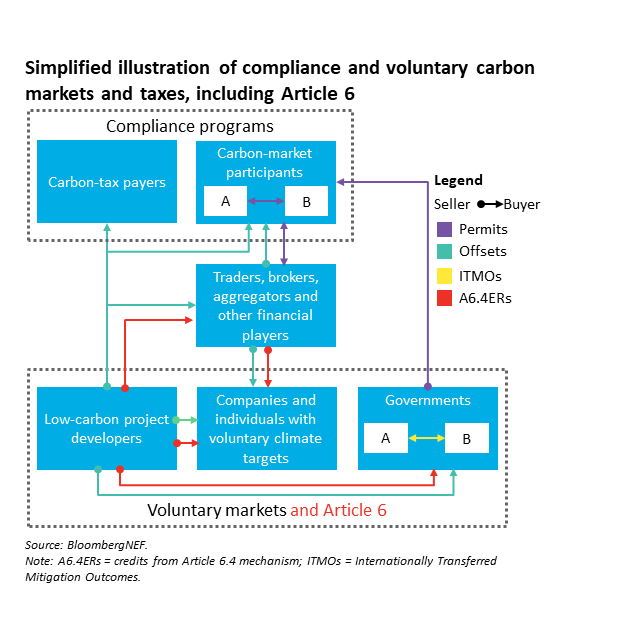 Simplified illustration of compliance and voluntary carbon
markets and taxes, including Article 6
Compliance programs
Carbon-tax payers
Carbon-market
participants
A
B
Legend
Seller
Buyer
Permits
Offsets
ITMOs
A6.4ERs
Traders, brokers,
aggregators and
other financial
players
Low-carbon project
developers
Companies and
individuals with
voluntary climate
targets
Governments
A
B
Voluntary markets and Article 6
Source: BloombergNEF.
Note: A6.4ERs = credits from Article 6.4 mechanism; ITMOs = Internationally Transferred
Mitigation Outcomes.